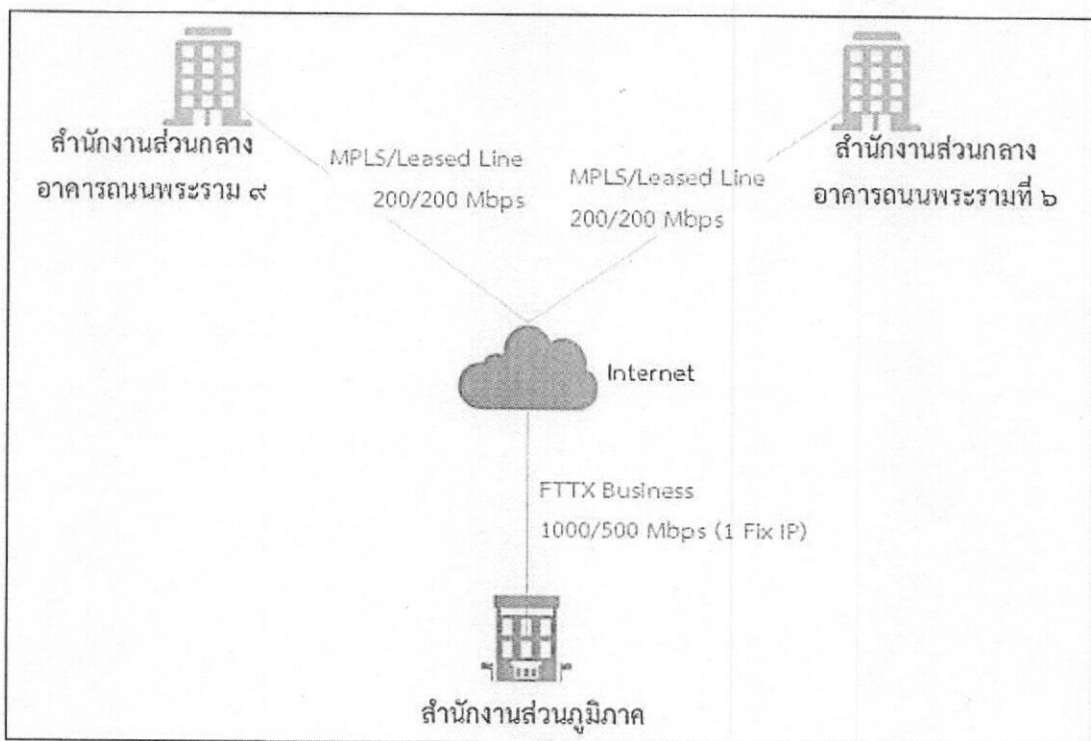 สำนักงานส่วนกลาง
อาคารถนนพระราม ๙
MPLS/Leased Line
200/200 Mbps
MPLS/Leased Line
200/200 Mbps
สำนักงานส่วนกลาง
อาคารถนนพระรามที่ ๖
Internet
FTTX Business
1000/500 Mbps (1 Fix IP)
สำนักงานส่วนภูมิภาค